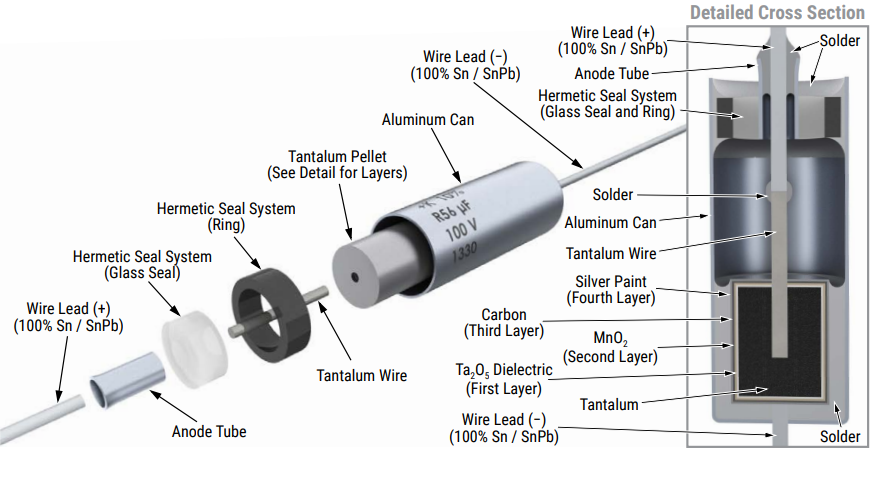 Detailed Cross Section
Wire Lead (+)
(100% Sn / SnPb)
Solder
Anode Tube
Hermetic Seal System
(Glass Seal and Ring)
Wire Lead (−)
(100% Sn / SnPb)
Aluminum Can
Tantalum Pellet
(See Detail for Layers)
Hermetic Seal System
(Ring)
Hermetic Seal System
(Glass Seal)
Wire Lead (+)
(100% Sn / SnPb)
+K 10%
R56 µF
100 V
1330
Tantalum Wire
Anode Tube
Solder
Aluminum Can
Tantalum Wire
Silver Paint
(Fourth Layer)
Carbon
(Third Layer)
MnO₂
(Second Layer)
Ta₂O₅ Dielectric
(First Layer)
Tantalum
Wire Lead (−)
(100% Sn / SnPb)
Solder